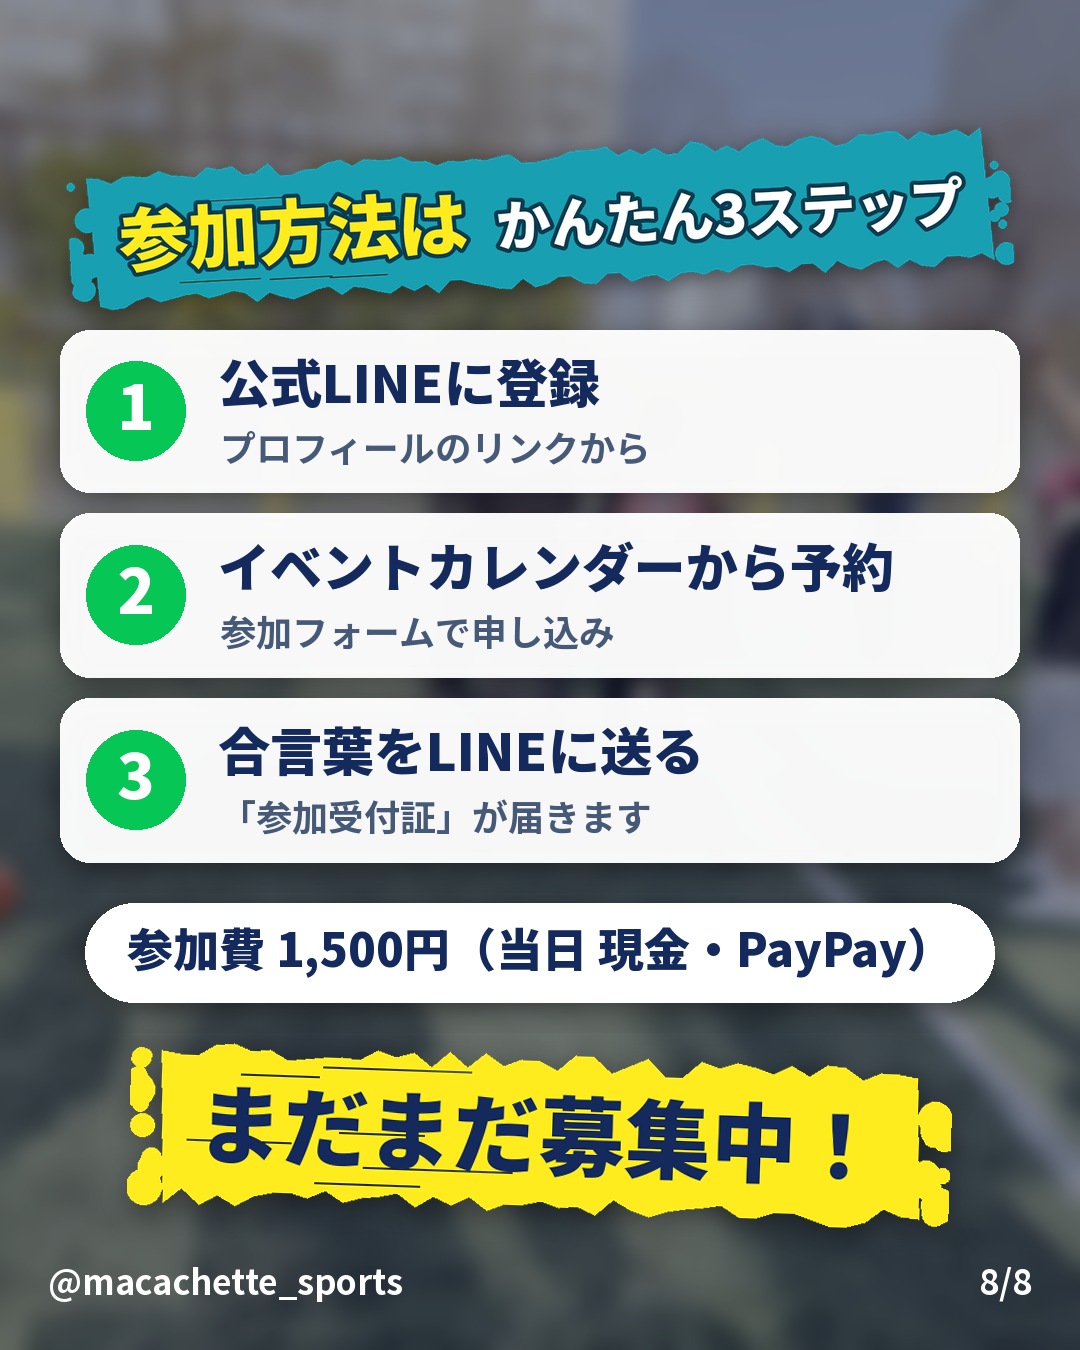 参加方法は かんたん3ステップ
1
公式LINEに登録
プロフィールのリンクから
2
イベントカレンダーから予約
参加フォームで申し込み
3
合言葉をLINEに送る
「参加受付証」が届きます
参加費 1,500円（当日 現金・PayPay）
まだまだ募集中！
@macachette_sports
8/8